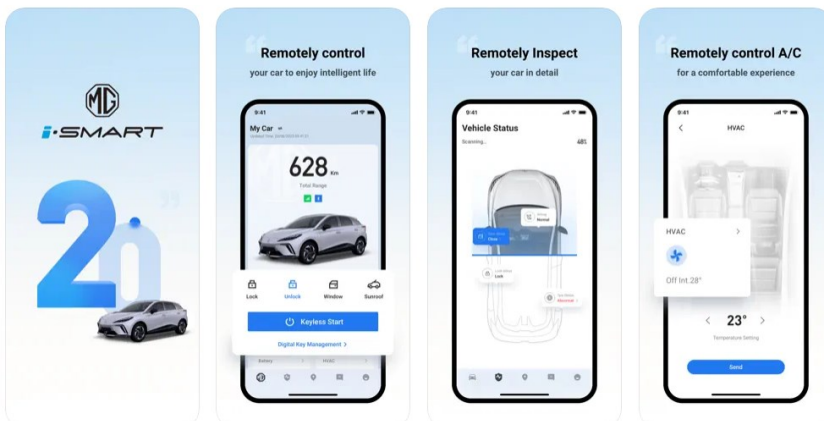 MG
i-SMART
20
Remotely control
your car to enjoy intelligent life
9:41
My Car
628 Km
Total Range
Lock
Unlock
Window
Sunroof
Keyless Start
Digital Key Management >
Battery
HVAC
Remotely Inspect
your car in detail
9:41
Vehicle Status
Scanning...
48%
Normal
Lock
Remotely control A/C
for a comfortable experience
9:41
HVAC
HVAC
Off Int.28°
23°
Temperature Setting
Send